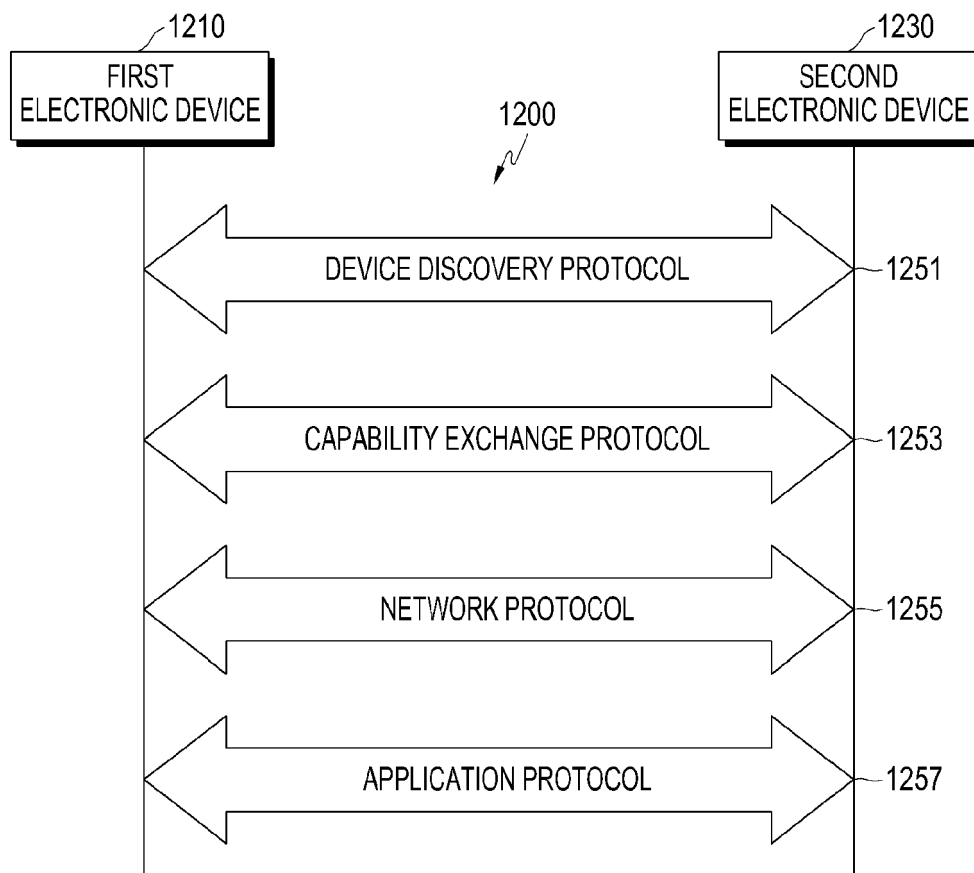 1210
1230
FIRST
ELECTRONIC DEVICE
SECOND
ELECTRONIC DEVICE
1200
DEVICE DISCOVERY PROTOCOL
1251
CAPABILITY EXCHANGE PROTOCOL
1253
NETWORK PROTOCOL
1255
APPLICATION PROTOCOL
1257